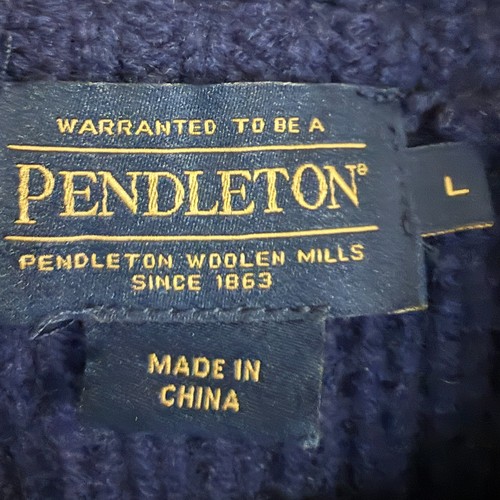 WARRANTED TO BE A
PENDLETON®
L
PENDLETON WOOLEN MILLS
SINCE 1863
MADE IN
CHINA